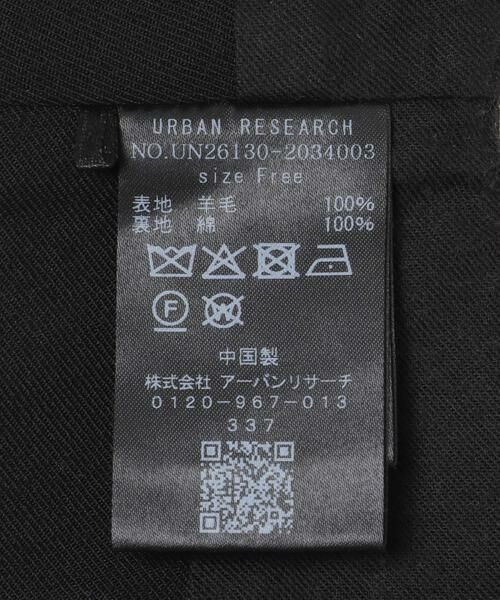 URBAN RESEARCH
NO.UN26130-2034003
size Free
表地 羊毛 100%
裏地 綿 100%
F W
中国製
株式会社 アーバンリサーチ
0120-967-013
337